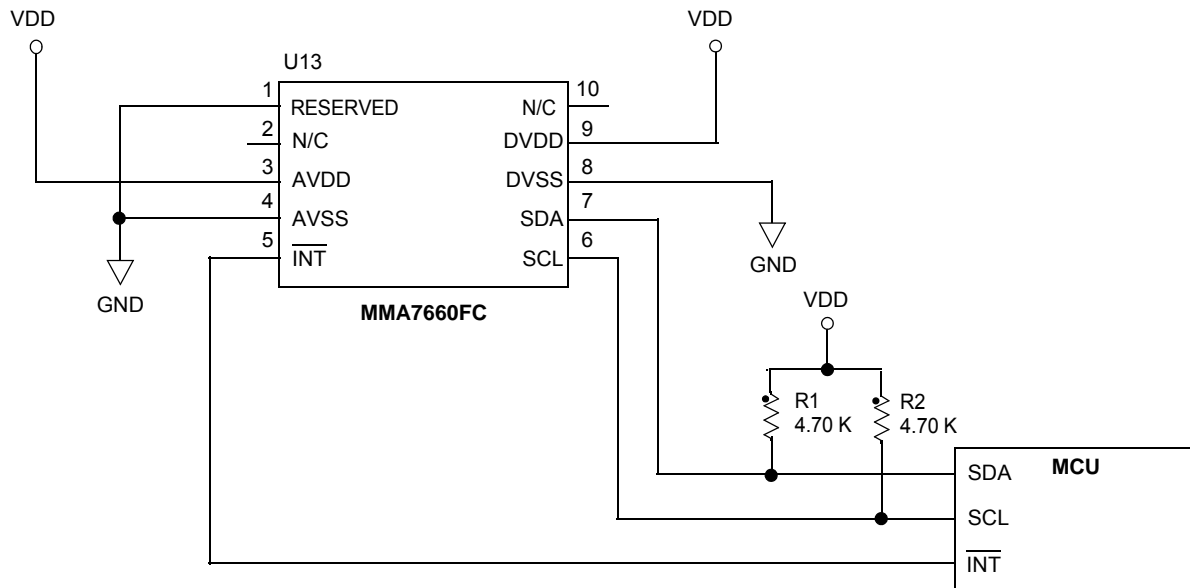 VDD
VDD
U13
1
RESERVED
N/C
10
2
N/C
DVDD
9
3
AVDD
DVSS
8
4
AVSS
SDA
7
5
INT
SCL
6
GND
GND
MMA7660FC
VDD
R1
4.70 K
R2
4.70 K
MCU
SDA
SCL
INT